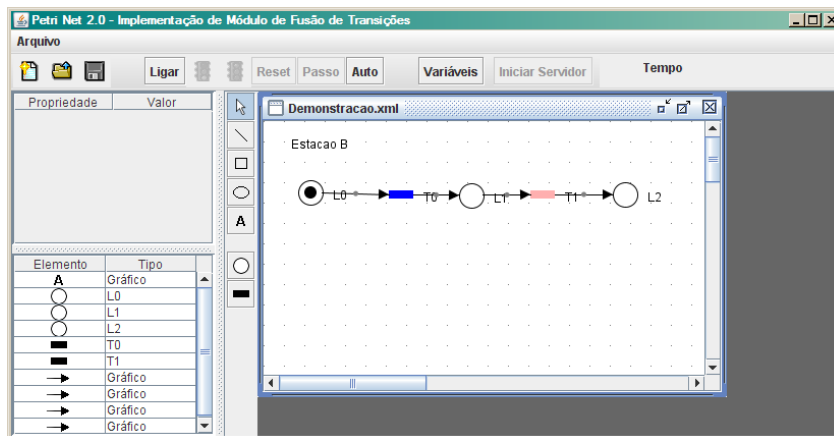 Petri Net 2.0 - Implementação de Módulo de Fusão de Transições
Arquivo
Ligar Reset Passo Auto Variáveis Iniciar Servidor Tempo
Propriedade Valor
Demonstracao.xml
Estacao B
L0 T0 L1 T1 L2
A
Elemento Tipo
A Gráfico
L0
L1
L2
T0
T1
Gráfico
Gráfico
Gráfico
Gráfico